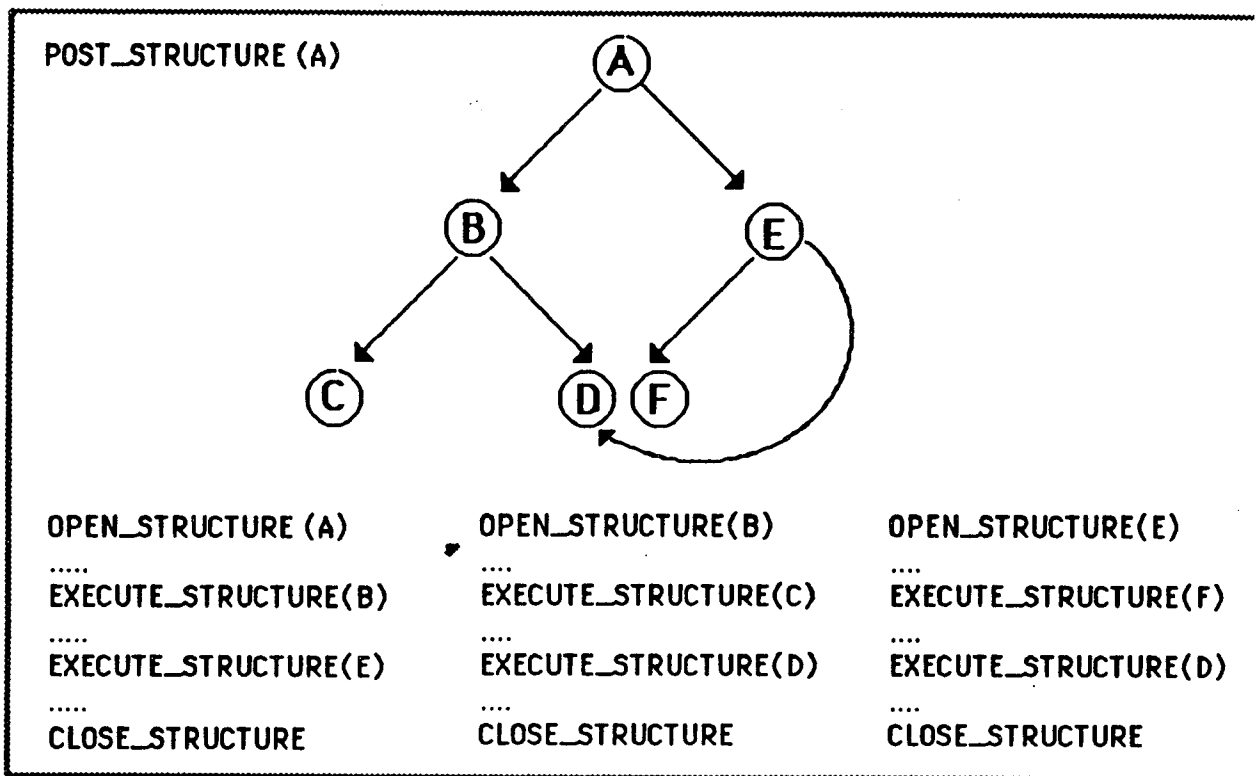 POST_STRUCTURE (A)
A
B
E
C
D
F
OPEN_STRUCTURE (A)
.....
EXECUTE_STRUCTURE(B)
.....
EXECUTE_STRUCTURE(E)
.....
CLOSE_STRUCTURE
OPEN_STRUCTURE(B)
....
EXECUTE_STRUCTURE(C)
....
EXECUTE_STRUCTURE(D)
....
CLOSE_STRUCTURE
OPEN_STRUCTURE(E)
....
EXECUTE_STRUCTURE(F)
....
EXECUTE_STRUCTURE(D)
....
CLOSE_STRUCTURE